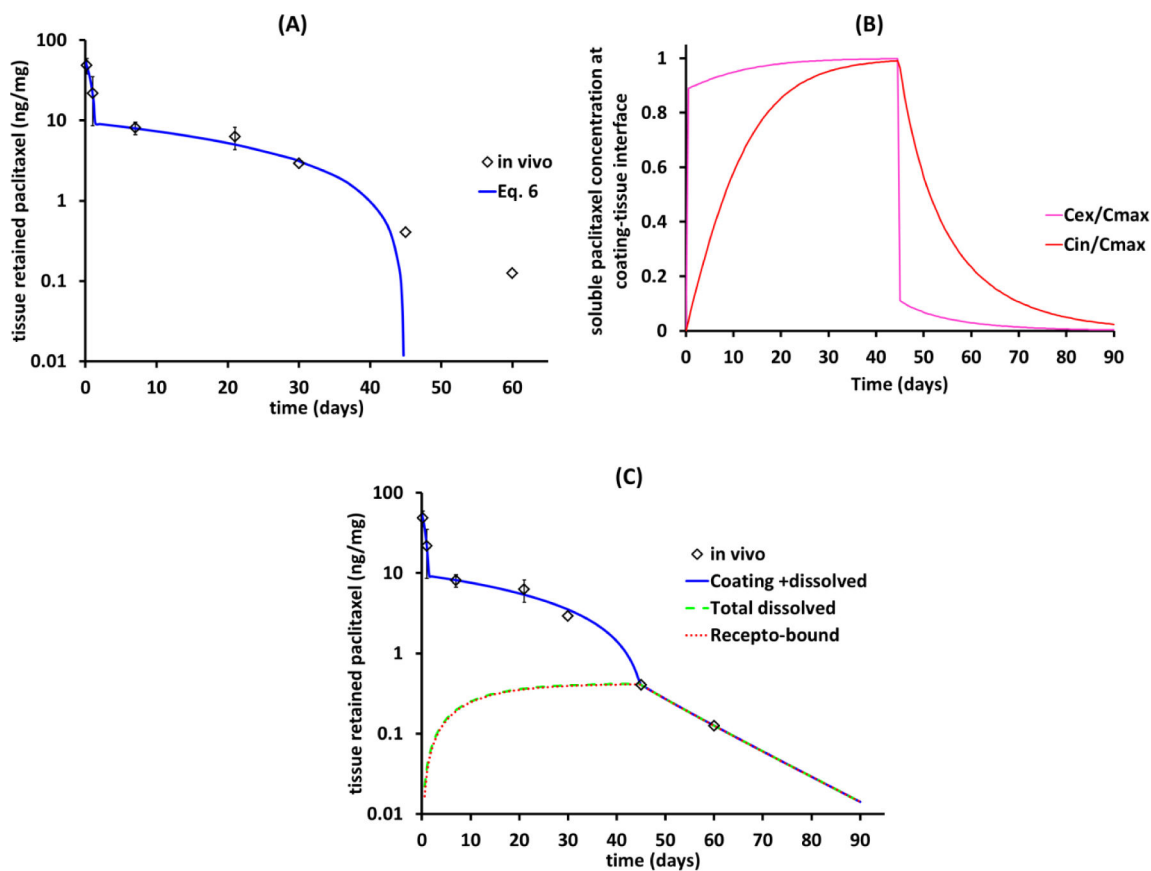 (A)
100
10
1
0.1
0.01
0 10 20 30 40 50 60
time (days)
tissue retained paclitaxel (ng/mg)
in vivo
Eq. 6
(B)
1
0.8
0.6
0.4
0.2
0
0 10 20 30 40 50 60 70 80 90
Time (days)
soluble paclitaxel concentration at
coating-tissue interface
Cex/Cmax
Cin/Cmax
(C)
100
10
1
0.1
0.01
0 10 20 30 40 50 60 70 80 90
time (days)
tissue retained paclitaxel (ng/mg)
in vivo
Coating +dissolved
Total dissolved
Recepto-bound